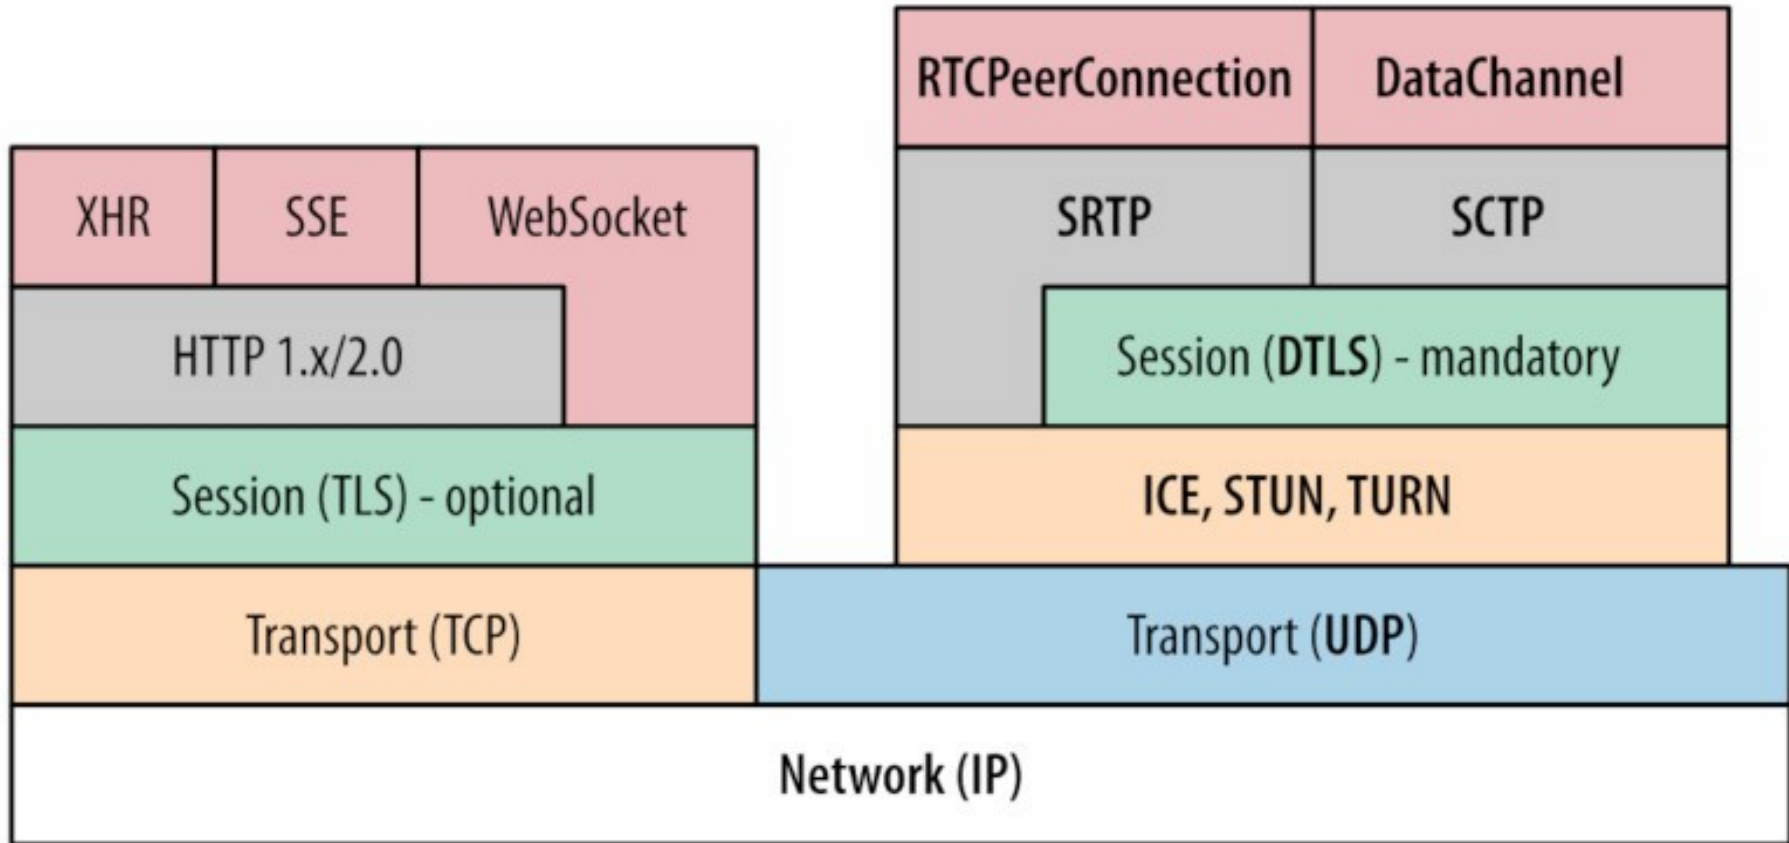 RTCPeerConnection
DataChannel
XHR
SSE
WebSocket
SRTP
SCTP
HTTP 1.x/2.0
Session (DTLS) - mandatory
Session (TLS) - optional
ICE, STUN, TURN
Transport (TCP)
Transport (UDP)
Network (IP)